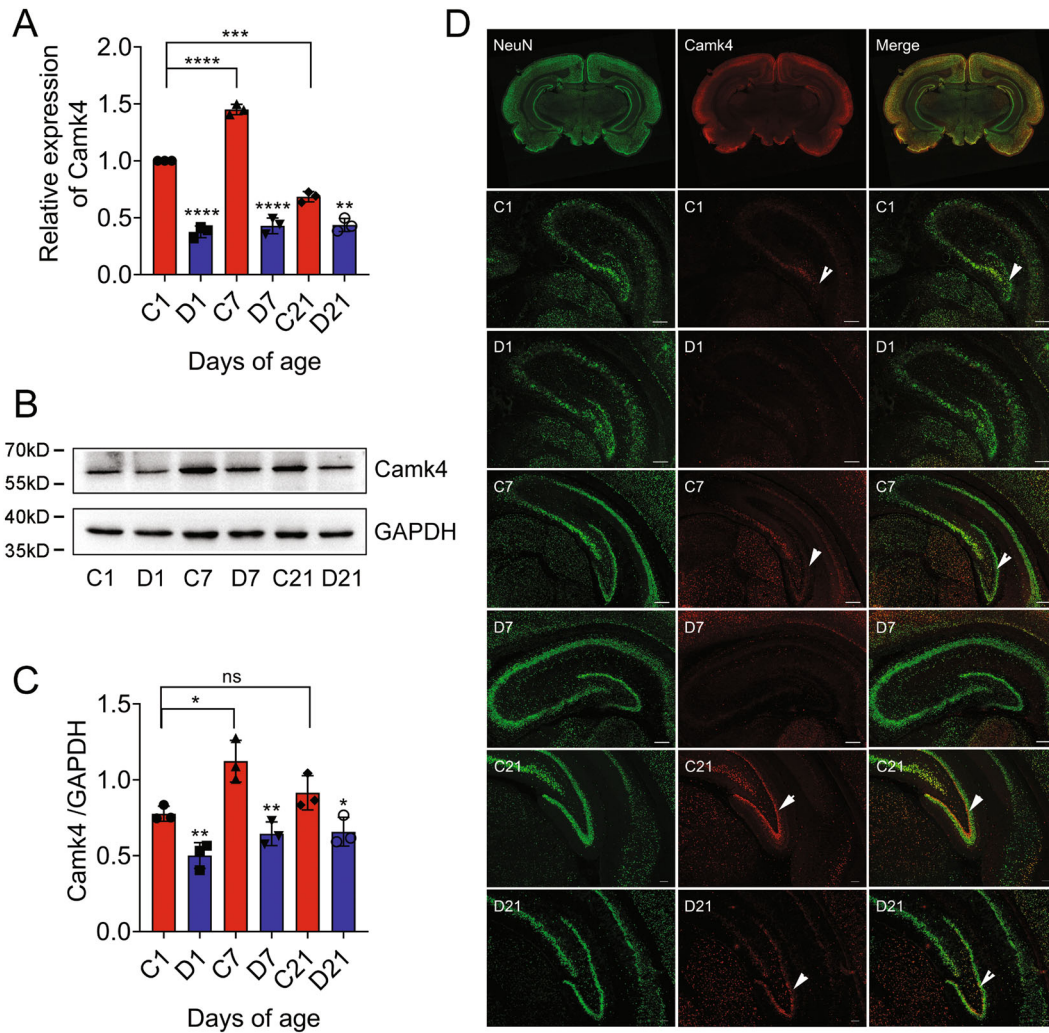 A
Relative expression
of Camk4
2.0
1.5
1.0
0.5
0.0
***
****
****
****
**
C1
D1
C7
D7
C21
D21
Days of age
B
70kD
55kD
40kD
35kD
Camk4
GAPDH
C1 D1 C7 D7 C21 D21
C
Camk4 /GAPDH
1.5
1.0
0.5
0.0
ns
*
**
**
*
C1
D1
C7
D7
C21
D21
Days of age
D
NeuN Camk4 Merge
C1 C1 C1
D1 D1 D1
C7 C7 C7
D7 D7 D7
C21 C21 C21
D21 D21 D21